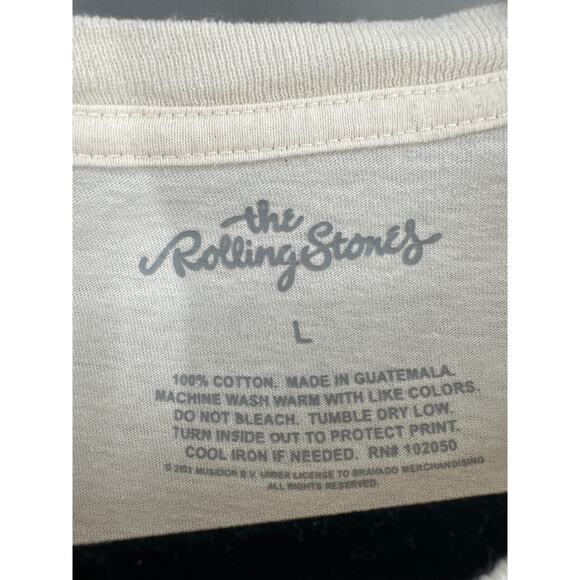 the
Rolling Stones
L
100% COTTON. MADE IN GUATEMALA.
MACHINE WASH WARM WITH LIKE COLORS.
DO NOT BLEACH. TUMBLE DRY LOW.
TURN INSIDE OUT TO PROTECT PRINT.
COOL IRON IF NEEDED. RN# 102050
© 2021 MUSIDOR B.V. UNDER LICENSE TO BRAVADO MERCHANDISING
ALL RIGHTS RESERVED.